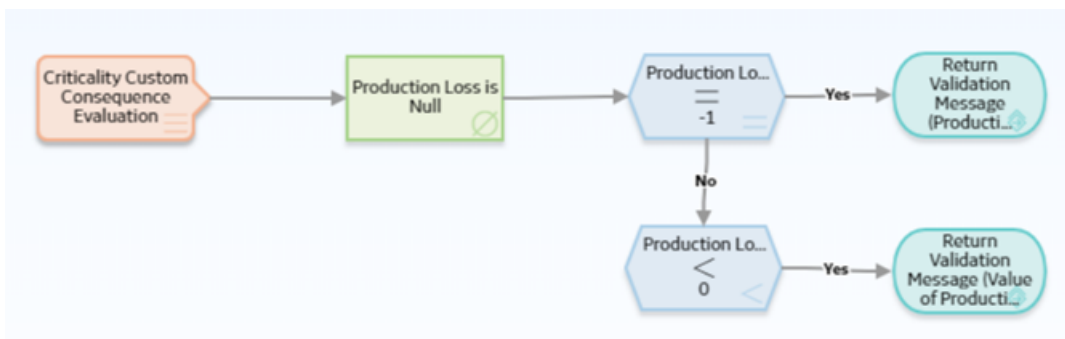 Criticality Custom
Consequence
Evaluation
Production Loss is
Null
Production Lo...
=
-1
Yes
Return
Validation
Message
(Producti...
No
Production Lo...
<
0
Yes
Return
Validation
Message (Value
of Producti...